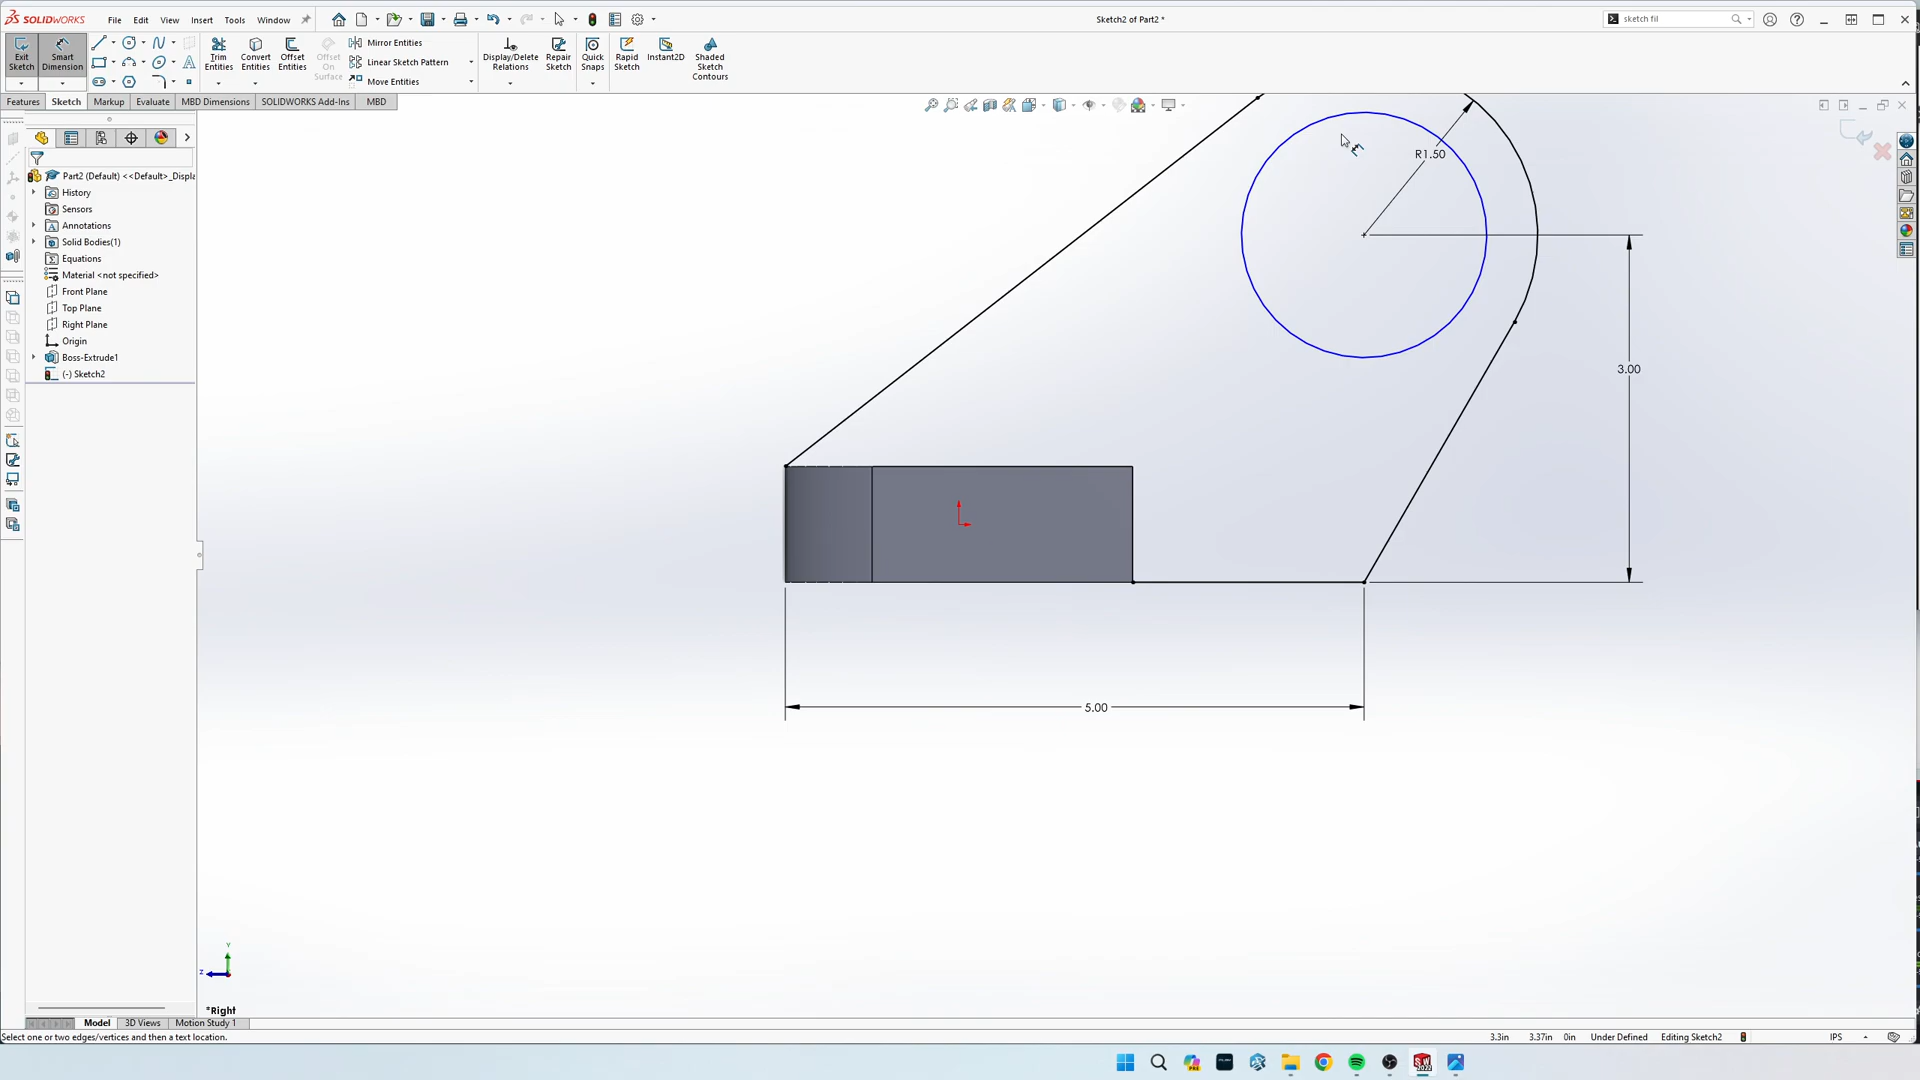 SOLIDWORKS
File
Edit
View
Insert
Tools
Window
Sketch2 of Part2 *
sketch fil
Exit Sketch
Smart Dimension
Trim Entities
Convert Entities
Offset Entities
Offset On Surface
Mirror Entities
Linear Sketch Pattern
Move Entities
Display/Delete Relations
Repair Sketch
Quick Snaps
Rapid Sketch
Instant2D
Shaded Sketch Contours
Features
Sketch
Markup
Evaluate
MBD Dimensions
SOLIDWORKS Add-Ins
MBD
Part2 (Default) <<Default>_Displa
History
Sensors
Annotations
Solid Bodies(1)
Equations
Material <not specified>
Front Plane
Top Plane
Right Plane
Origin
Boss-Extrude1
(-) Sketch2
R1.50
3.00
5.00
Y
Z
*Right
Model
3D Views
Motion Study 1
Select one or two edges/vertices and then a text location.
3.3in
3.37in
0in
Under Defined
Editing Sketch2
IPS